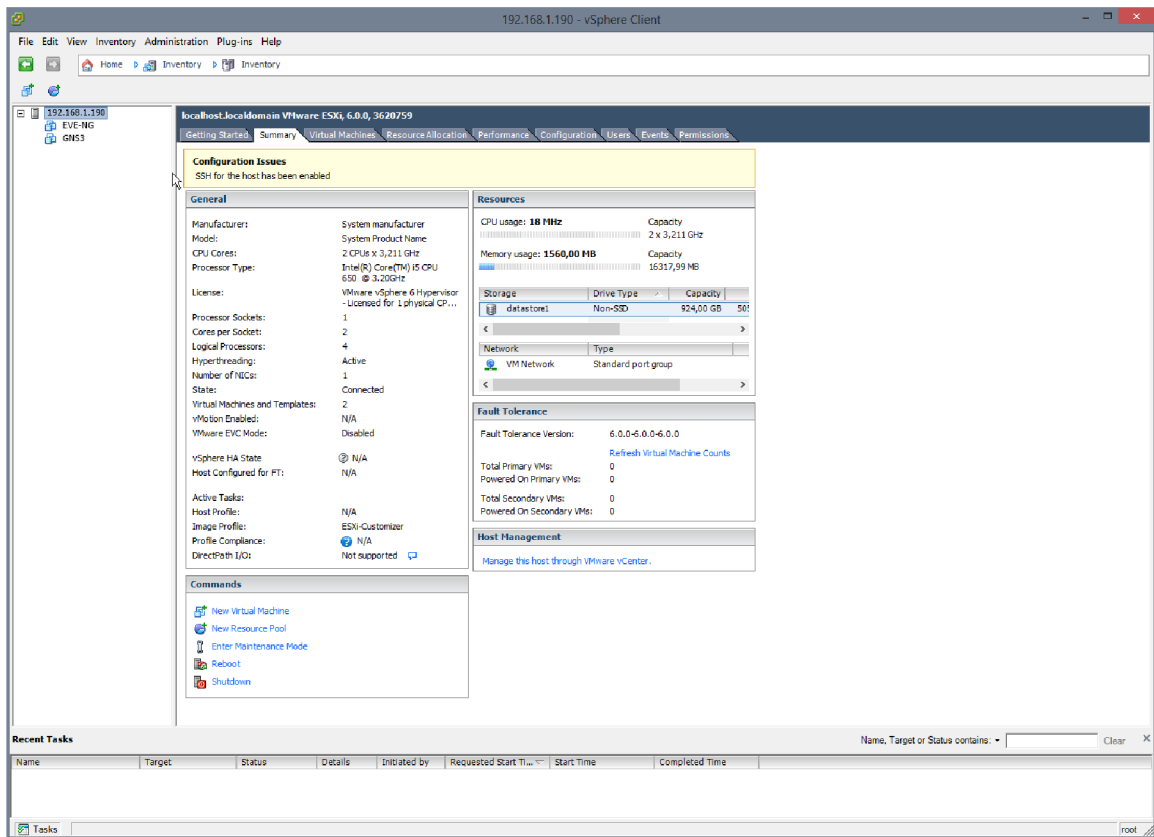 192.168.1.190 - vSphere Client
File Edit View Inventory Administration Plug-ins Help
Home Inventory Inventory
192.168.1.190
EVE-NG
GNS3
localhost.localdomain VMware ESXi, 6.0.0, 3620759
Getting Started Summary Virtual Machines Resource Allocation Performance Configuration Users Events Permissions
Configuration Issues
SSH for the host has been enabled
General
Manufacturer: System manufacturer
Model: System Product Name
CPU Cores: 2 CPUs x 3,211 GHz
Processor Type: Intel(R) Core(TM) i5 CPU
650 @ 3.20GHz
License: VMware vSphere 6 Hypervisor
- Licensed for 1 physical CP...
Processor Sockets: 1
Cores per Socket: 2
Logical Processors: 4
Hyperthreading: Active
Number of NICs: 1
State: Connected
Virtual Machines and Templates: 2
vMotion Enabled: N/A
VMware EVC Mode: Disabled
vSphere HA State N/A
Host Configured for FT: N/A
Active Tasks:
Host Profile: N/A
Image Profile: ESXi-Customizer
Profile Compliance: N/A
DirectPath I/O: Not supported
Commands
New Virtual Machine
New Resource Pool
Enter Maintenance Mode
Reboot
Shutdown
Resources
CPU usage: 18 MHz Capacity
2 x 3,211 GHz
Memory usage: 1560,00 MB Capacity
16317,99 MB
Storage Drive Type Capacity
datastore1 Non-SSD 924,00 GB
Network Type
VM Network Standard port group
Fault Tolerance
Fault Tolerance Version: 6.0.0-6.0.0-6.0.0
Refresh Virtual Machine Counts
Total Primary VMs: 0
Powered On Primary VMs: 0
Total Secondary VMs: 0
Powered On Secondary VMs: 0
Host Management
Manage this host through VMware vCenter.
Recent Tasks
Name, Target or Status contains: Clear
Name Target Status Details Initiated by Requested Start Ti... Start Time Completed Time
Tasks
root